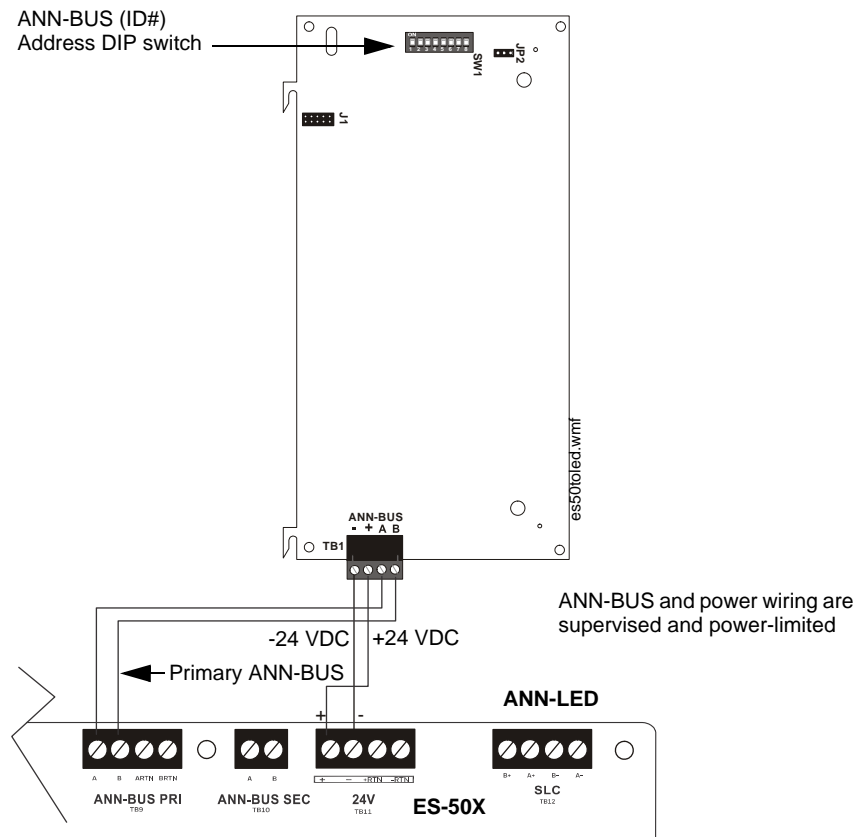 ANN-BUS (ID#)
Address DIP switch
ON
1 2 3 4 5 6 7 8
SW1
JP2
J1
es50toled.wmf
ANN-BUS
- + A B
TB1
ANN-BUS and power wiring are
supervised and power-limited
-24 VDC
+24 VDC
Primary ANN-BUS
ANN-LED
+ -
A B ARTN BRTN
ANN-BUS PRI
TB9
A B
ANN-BUS SEC
TB10
+ – +RTN -RTN
24V
TB11
ES-50X
B+ A+ B– A–
SLC
TB12